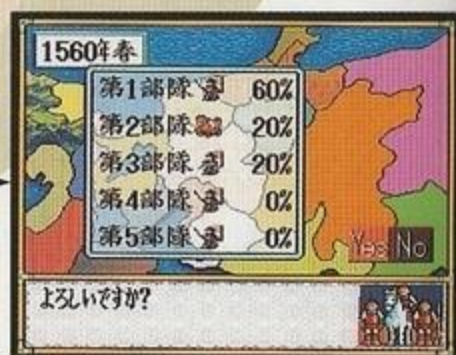 1560年春
第1部隊 60%
第2部隊 20%
第3部隊 20%
第4部隊 0%
第5部隊 0%
Yes No
よろしいですか?